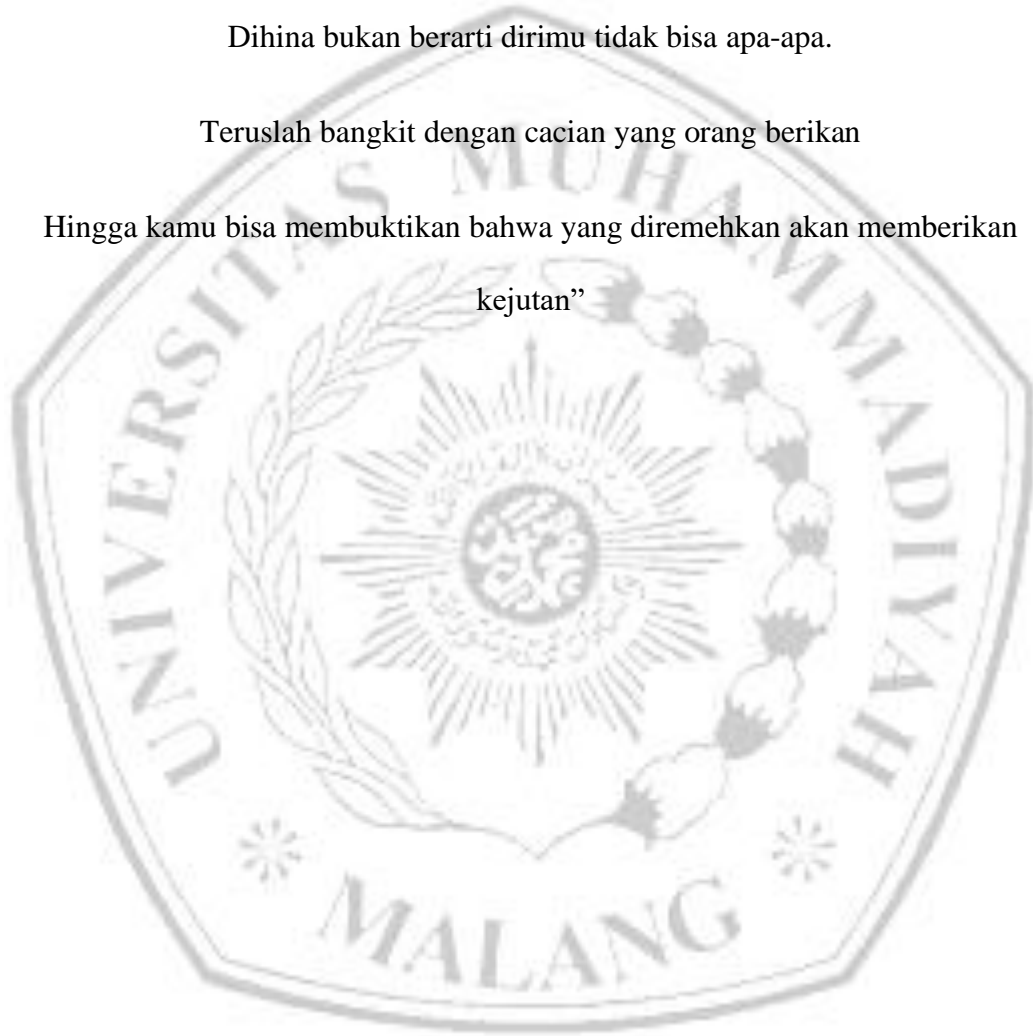 Dihina bukan berarti dirimu tidak bisa apa-apa.
Teruslah bangkit dengan cacian yang orang berikan
Hingga kamu bisa membuktikan bahwa yang diremehkan akan memberikan
kejutan”
UNIVERSITAS MUHAMMADIYAH
MALANG